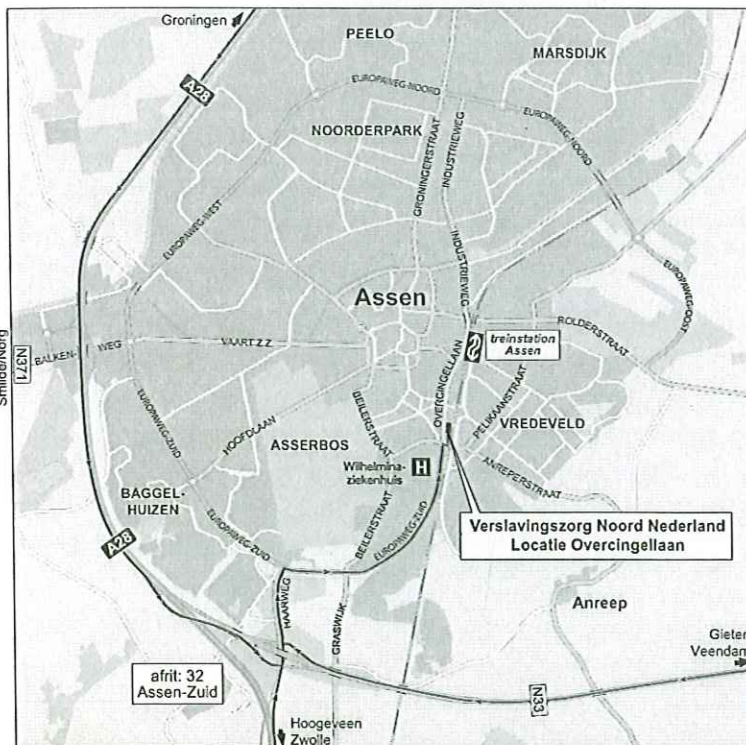 Groningen
PEELO
MARSDIJK
A28
EUROPAWEG-NOORD
NOORDERPARK
GRONINGERSTRAAT
INDUSTRIEWEG
EUROPAWEG-NOORD
EUROPAWEG-WEST
INDUSTRIEWEG
EUROPAWEG-OOST
Assen
ROLDERSTRAAT
treinstation
Assen
Smilde/Norg
N371
BALKEN-
WEG
VAART Z.Z.
OVERCINGELLAAN
PELIKAANSTRAAT
EUROPAWEG-ZUID
HOOFDLAAN
BEILERSTRAAT
VREDEVELD
ASSERBOS
ANREPERSTRAAT
Wilhelmina-
ziekenhuis
H
BAGGEL-
HUIZEN
BEILERSTRAAT
EUROPAWEG-ZUID
Verslavingszorg Noord Nederland
Locatie Overcingellaan
A28
EUROPAWEG-ZUID
HAARWEG
GRASWIJK
Anreep
Gieten
Veendam
afrit: 32
Assen-Zuid
N33
Hoogeveen
Zwolle